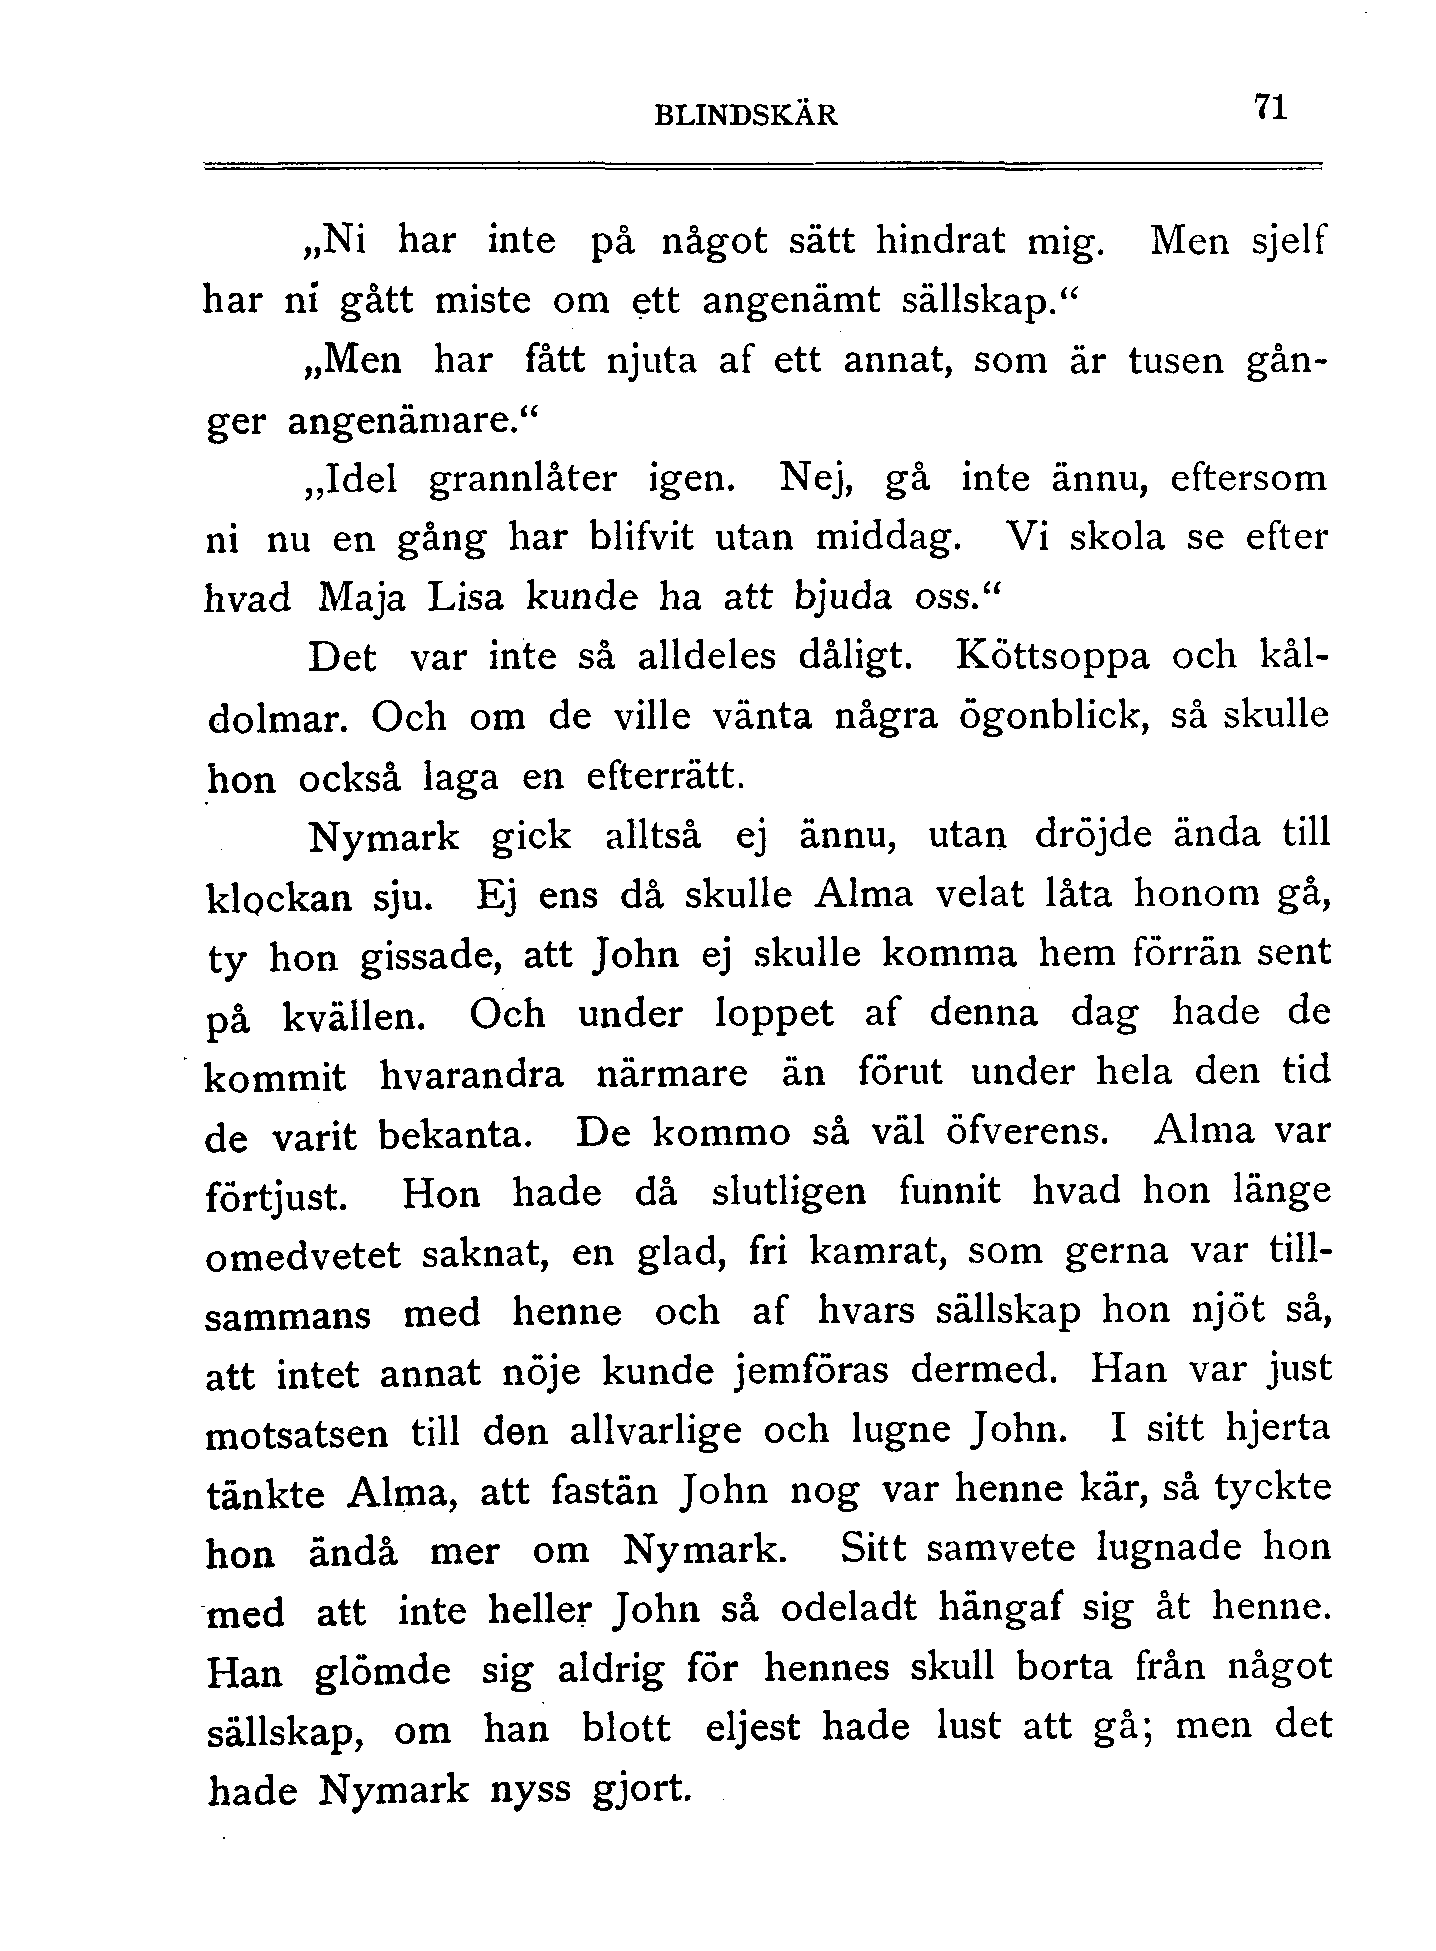 BLINDSKÄR 71
„Ni har inte på något sätt hindrat mig. Men sjelf
har ni gått miste om ett angenämt sällskap.“
„Men har fått njuta af ett annat, som är tusen gån-
ger angenämare.“
„Idel grannlåter igen. Nej, gå inte ännu, eftersom
ni nu en gång har blifvit utan middag. Vi skola se efter
hvad Maja Lisa kunde ha att bjuda oss.“
Det var inte så alldeles dåligt. Köttsoppa och kål-
dolmar. Och om de ville vänta några ögonblick, så skulle
hon också laga en efterrätt.
Nymark gick alltså ej ännu, utan dröjde ända till
klockan sju. Ej ens då skulle Alma velat låta honom gå,
ty hon gissade, att John ej skulle komma hem förrän sent
på kvällen. Och under loppet af denna dag hade de
kommit hvarandra närmare än förut under hela den tid
de varit bekanta. De kommo så väl öfverens. Alma var
förtjust. Hon hade då slutligen funnit hvad hon länge
omedvetet saknat, en glad, fri kamrat, som gerna var till-
sammans med henne och af hvars sällskap hon njöt så,
att intet annat nöje kunde jemföras dermed. Han var just
motsatsen till den allvarlige och lugne John. I sitt hjerta
tänkte Alma, att fastän John nog var henne kär, så tyckte
hon ändå mer om Nymark. Sitt samvete lugnade hon
med att inte heller John så odeladt hängaf sig åt henne.
Han glömde sig aldrig för hennes skull borta från något
sällskap, om han blott eljest hade lust att gå; men det
hade Nymark nyss gjort.